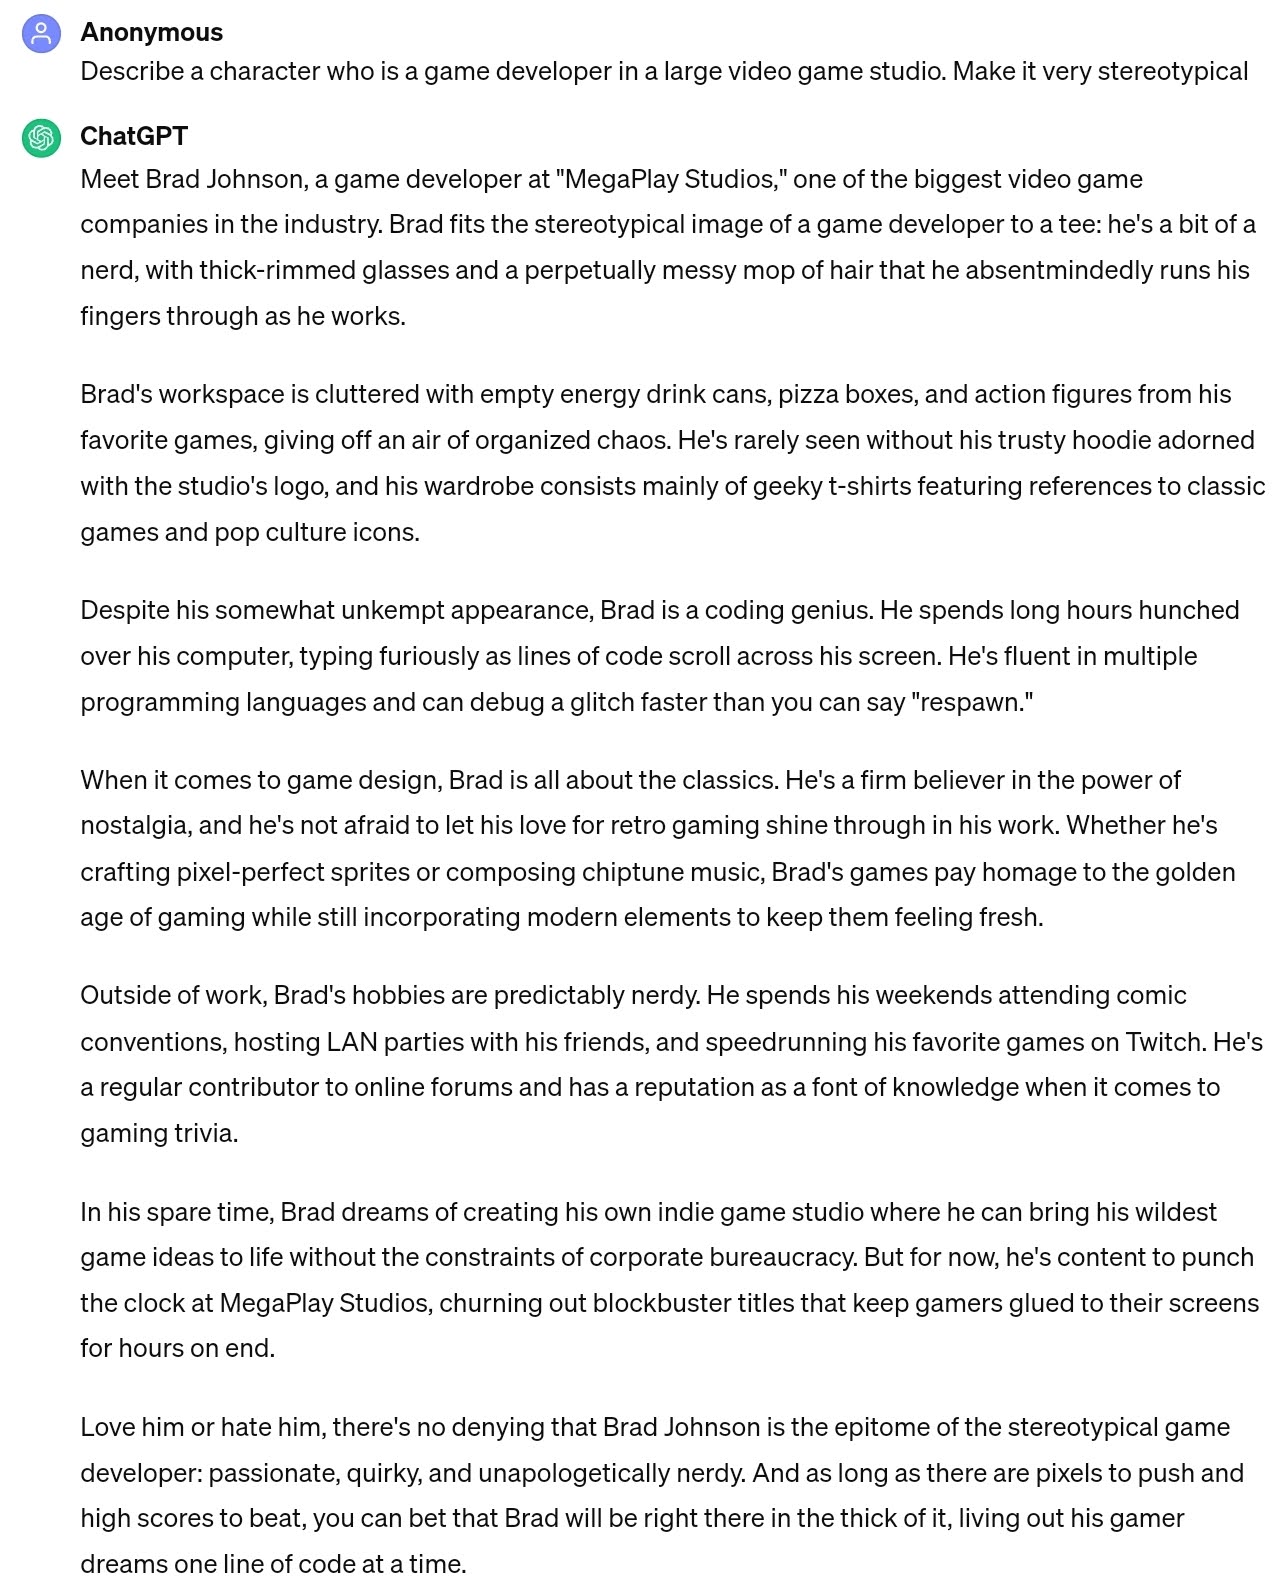 Anonymous
Describe a character who is a game developer in a large video game studio. Make it very stereotypical
ChatGPT
Meet Brad Johnson, a game developer at "MegaPlay Studios," one of the biggest video game
companies in the industry. Brad fits the stereotypical image of a game developer to a tee: he's a bit of a
nerd, with thick-rimmed glasses and a perpetually messy mop of hair that he absentmindedly runs his
fingers through as he works.
Brad's workspace is cluttered with empty energy drink cans, pizza boxes, and action figures from his
favorite games, giving off an air of organized chaos. He's rarely seen without his trusty hoodie adorned
with the studio's logo, and his wardrobe consists mainly of geeky t-shirts featuring references to classic
games and pop culture icons.
Despite his somewhat unkempt appearance, Brad is a coding genius. He spends long hours hunched
over his computer, typing furiously as lines of code scroll across his screen. He's fluent in multiple
programming languages and can debug a glitch faster than you can say "respawn."
When it comes to game design, Brad is all about the classics. He's a firm believer in the power of
nostalgia, and he's not afraid to let his love for retro gaming shine through in his work. Whether he's
crafting pixel-perfect sprites or composing chiptune music, Brad's games pay homage to the golden
age of gaming while still incorporating modern elements to keep them feeling fresh.
Outside of work, Brad's hobbies are predictably nerdy. He spends his weekends attending comic
conventions, hosting LAN parties with his friends, and speedrunning his favorite games on Twitch. He's
a regular contributor to online forums and has a reputation as a font of knowledge when it comes to
gaming trivia.
In his spare time, Brad dreams of creating his own indie game studio where he can bring his wildest
game ideas to life without the constraints of corporate bureaucracy. But for now, he's content to punch
the clock at MegaPlay Studios, churning out blockbuster titles that keep gamers glued to their screens
for hours on end.
Love him or hate him, there's no denying that Brad Johnson is the epitome of the stereotypical game
developer: passionate, quirky, and unapologetically nerdy. And as long as there are pixels to push and
high scores to beat, you can bet that Brad will be right there in the thick of it, living out his gamer
dreams one line of code at a time.